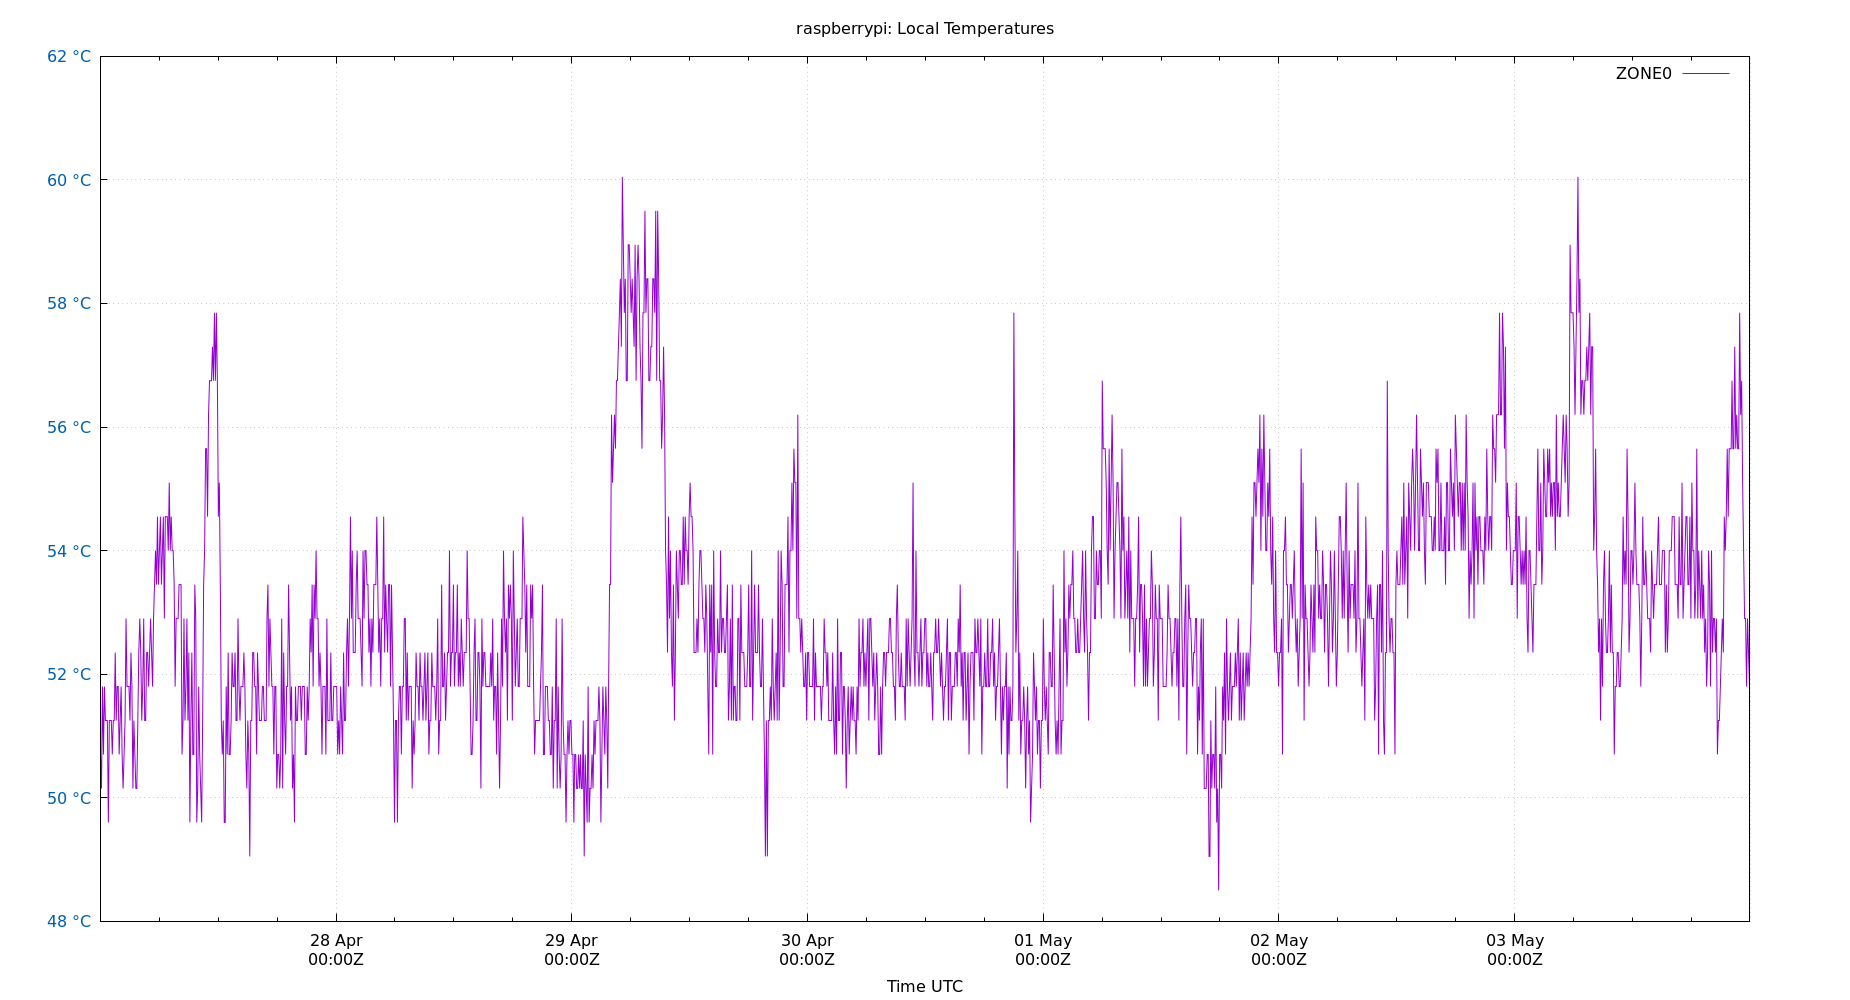 raspberrypi: Local Temperatures
62 °C
ZONE0
60 °C
58 °C
56 °C
54 °C
52 °C
50 °C
48 °C
28 Apr 29 Apr 30 Apr 01 May 02 May 03 May
00:00Z 00:00Z 00:00Z 00:00Z 00:00Z 00:00Z
Time UTC